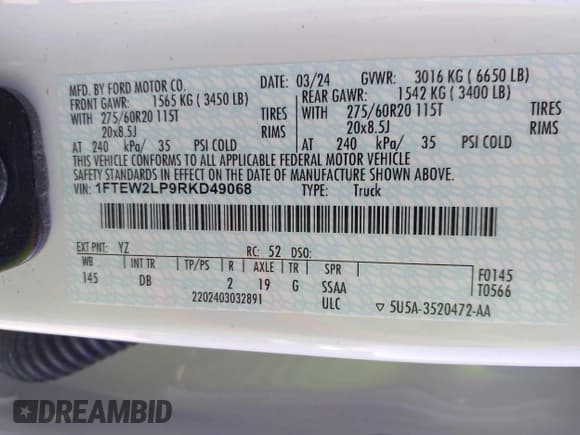 MFD. BY FORD MOTOR CO.
DATE: 03/24 GVWR: 3016 KG ( 6650 LB)
FRONT GAWR: 1565 KG ( 3450 LB)
REAR GAWR: 1542 KG ( 3400 LB)
WITH 275/60R20 115T TIRES
WITH 275/60R20 115T TIRES
20x8.5J RIMS
20x8.5J RIMS
AT 240 kPa/ 35 PSI COLD
AT 240 kPa/ 35 PSI COLD
THIS VEHICLE CONFORMS TO ALL APPLICABLE FEDERAL MOTOR VEHICLE
SAFETY STANDARDS IN EFFECT ON THE DATE OF MANUFACTURE SHOWN ABOVE.
VIN: 1FTEW2LP9RKD49068 TYPE: Truck
EXT PNT: YZ RC: 52 DSO:
WB INT TR TP/PS R AXLE TR SPR
145 DB 2 19 G SSAA
F0145
T0566
2202403032891 ULC ▽ 5U5A-3520472-AA
DREAMBID